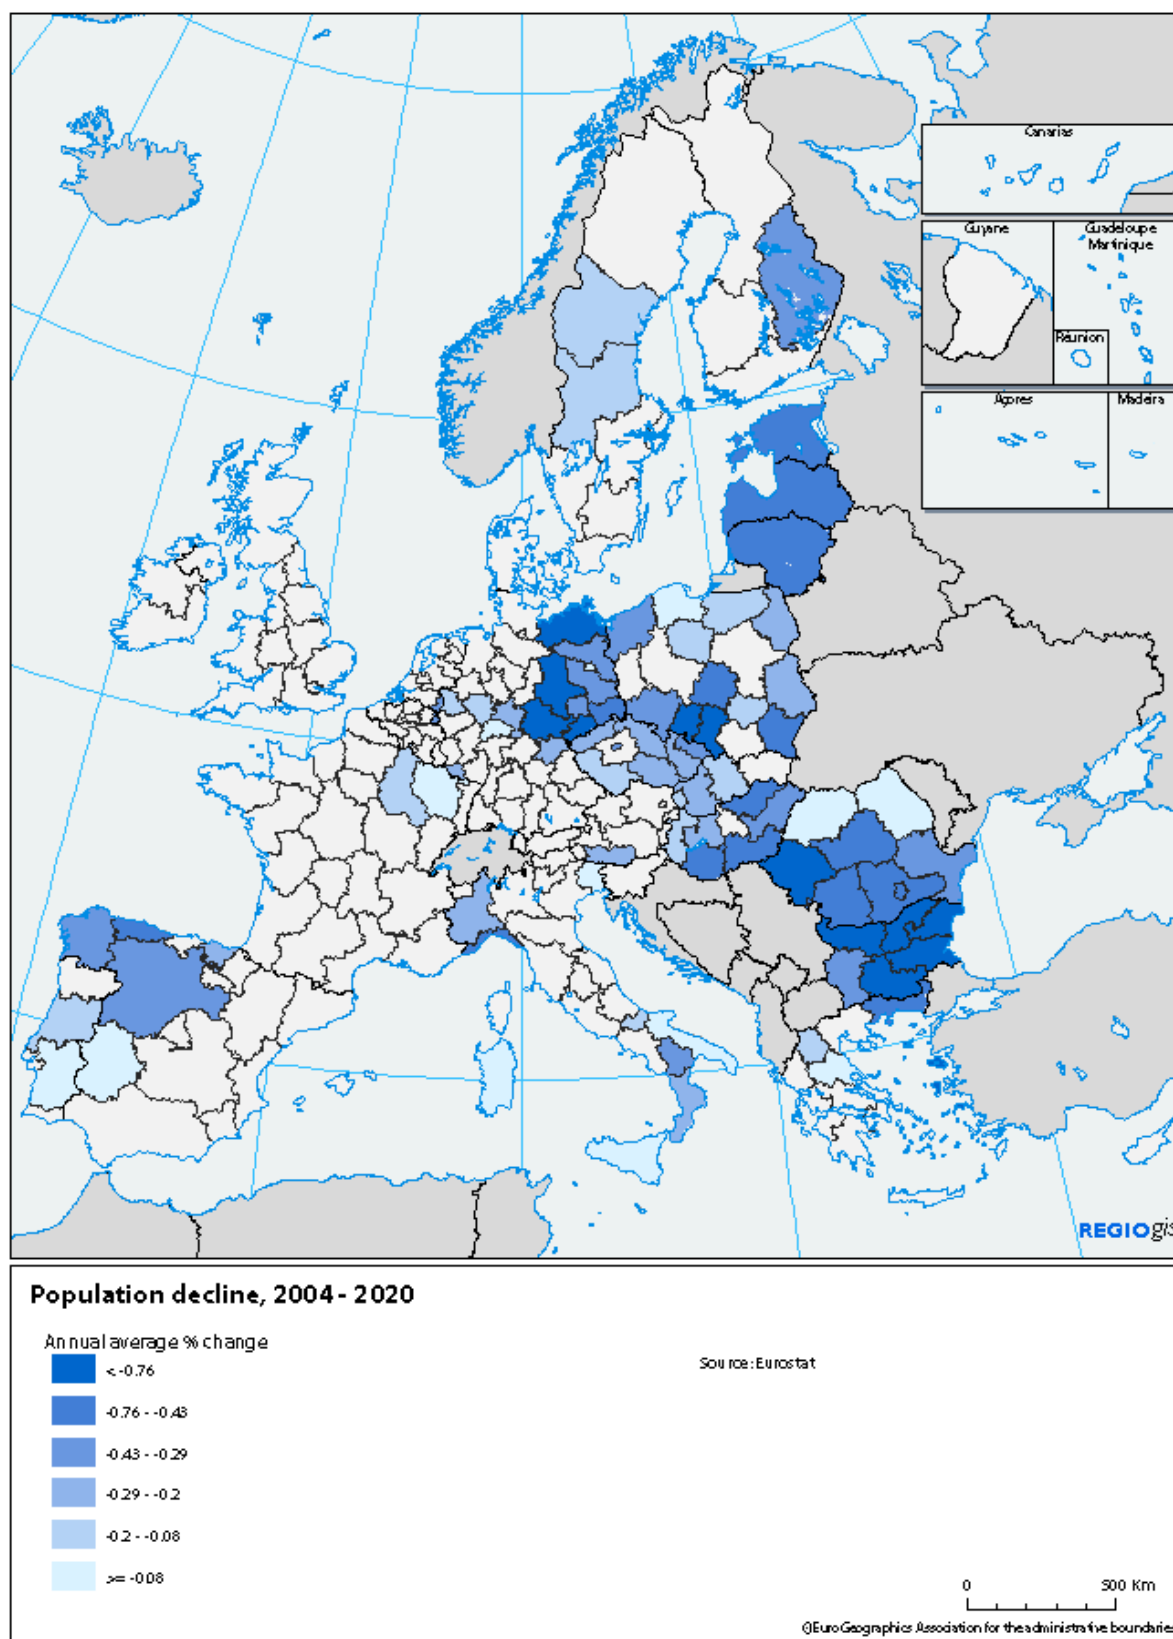 Canarias
Guyane
Guadeloupe
Martinique
Réunion
Açores
Madeira
REGIOgis
Population decline, 2004 - 2020
Annual average % change
< -0.76
-0.76 - -0.43
-0.43 - -0.29
-0.29 - -0.2
-0.2 - -0.08
>= -0.08
Source: Eurostat
0 500 Km
©EuroGeographics Association for the administrative boundaries